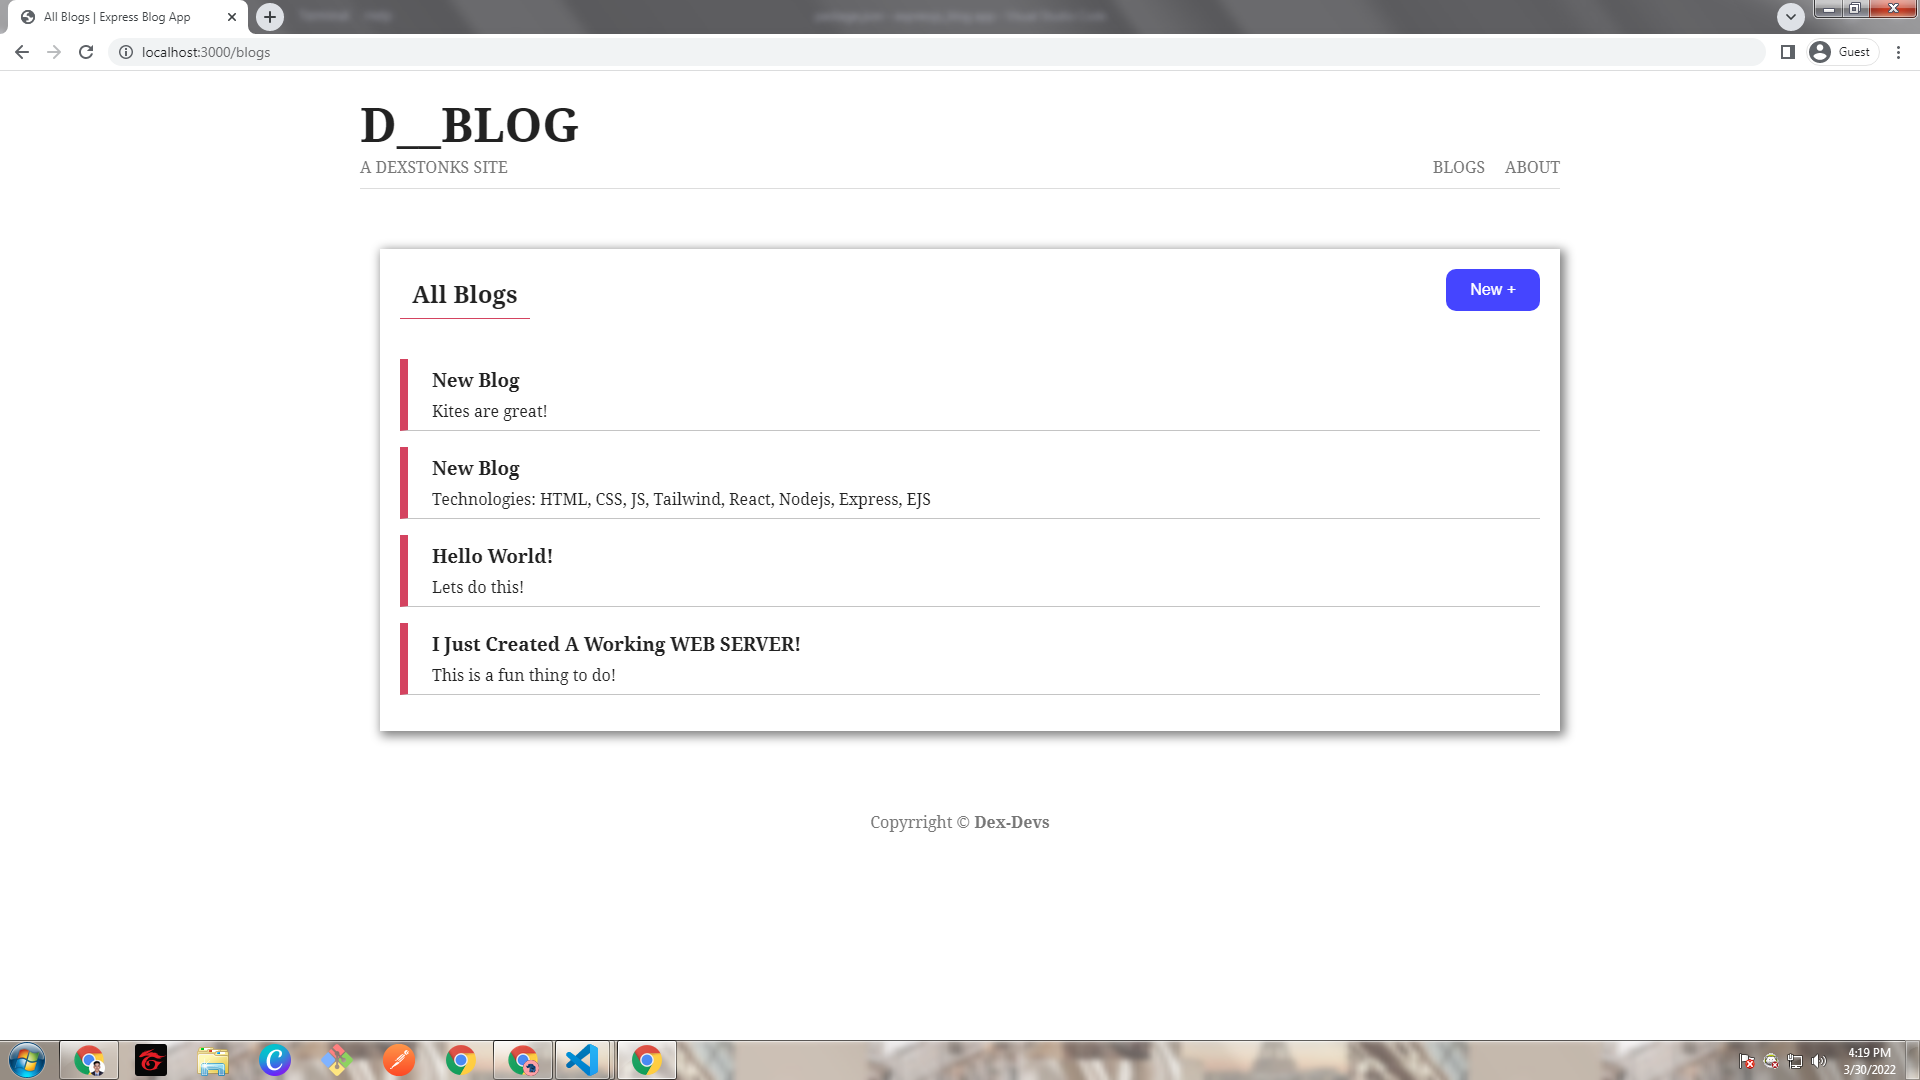 All Blogs | Express Blog App
localhost:3000/blogs
Guest
D__BLOG
A DEXSTONKS SITE
BLOGS ABOUT
All Blogs
New +
New Blog
Kites are great!
New Blog
Technologies: HTML, CSS, JS, Tailwind, React, Nodejs, Express, EJS
Hello World!
Lets do this!
I Just Created A Working WEB SERVER!
This is a fun thing to do!
Copyrright © Dex-Devs
4:19 PM
3/30/2022